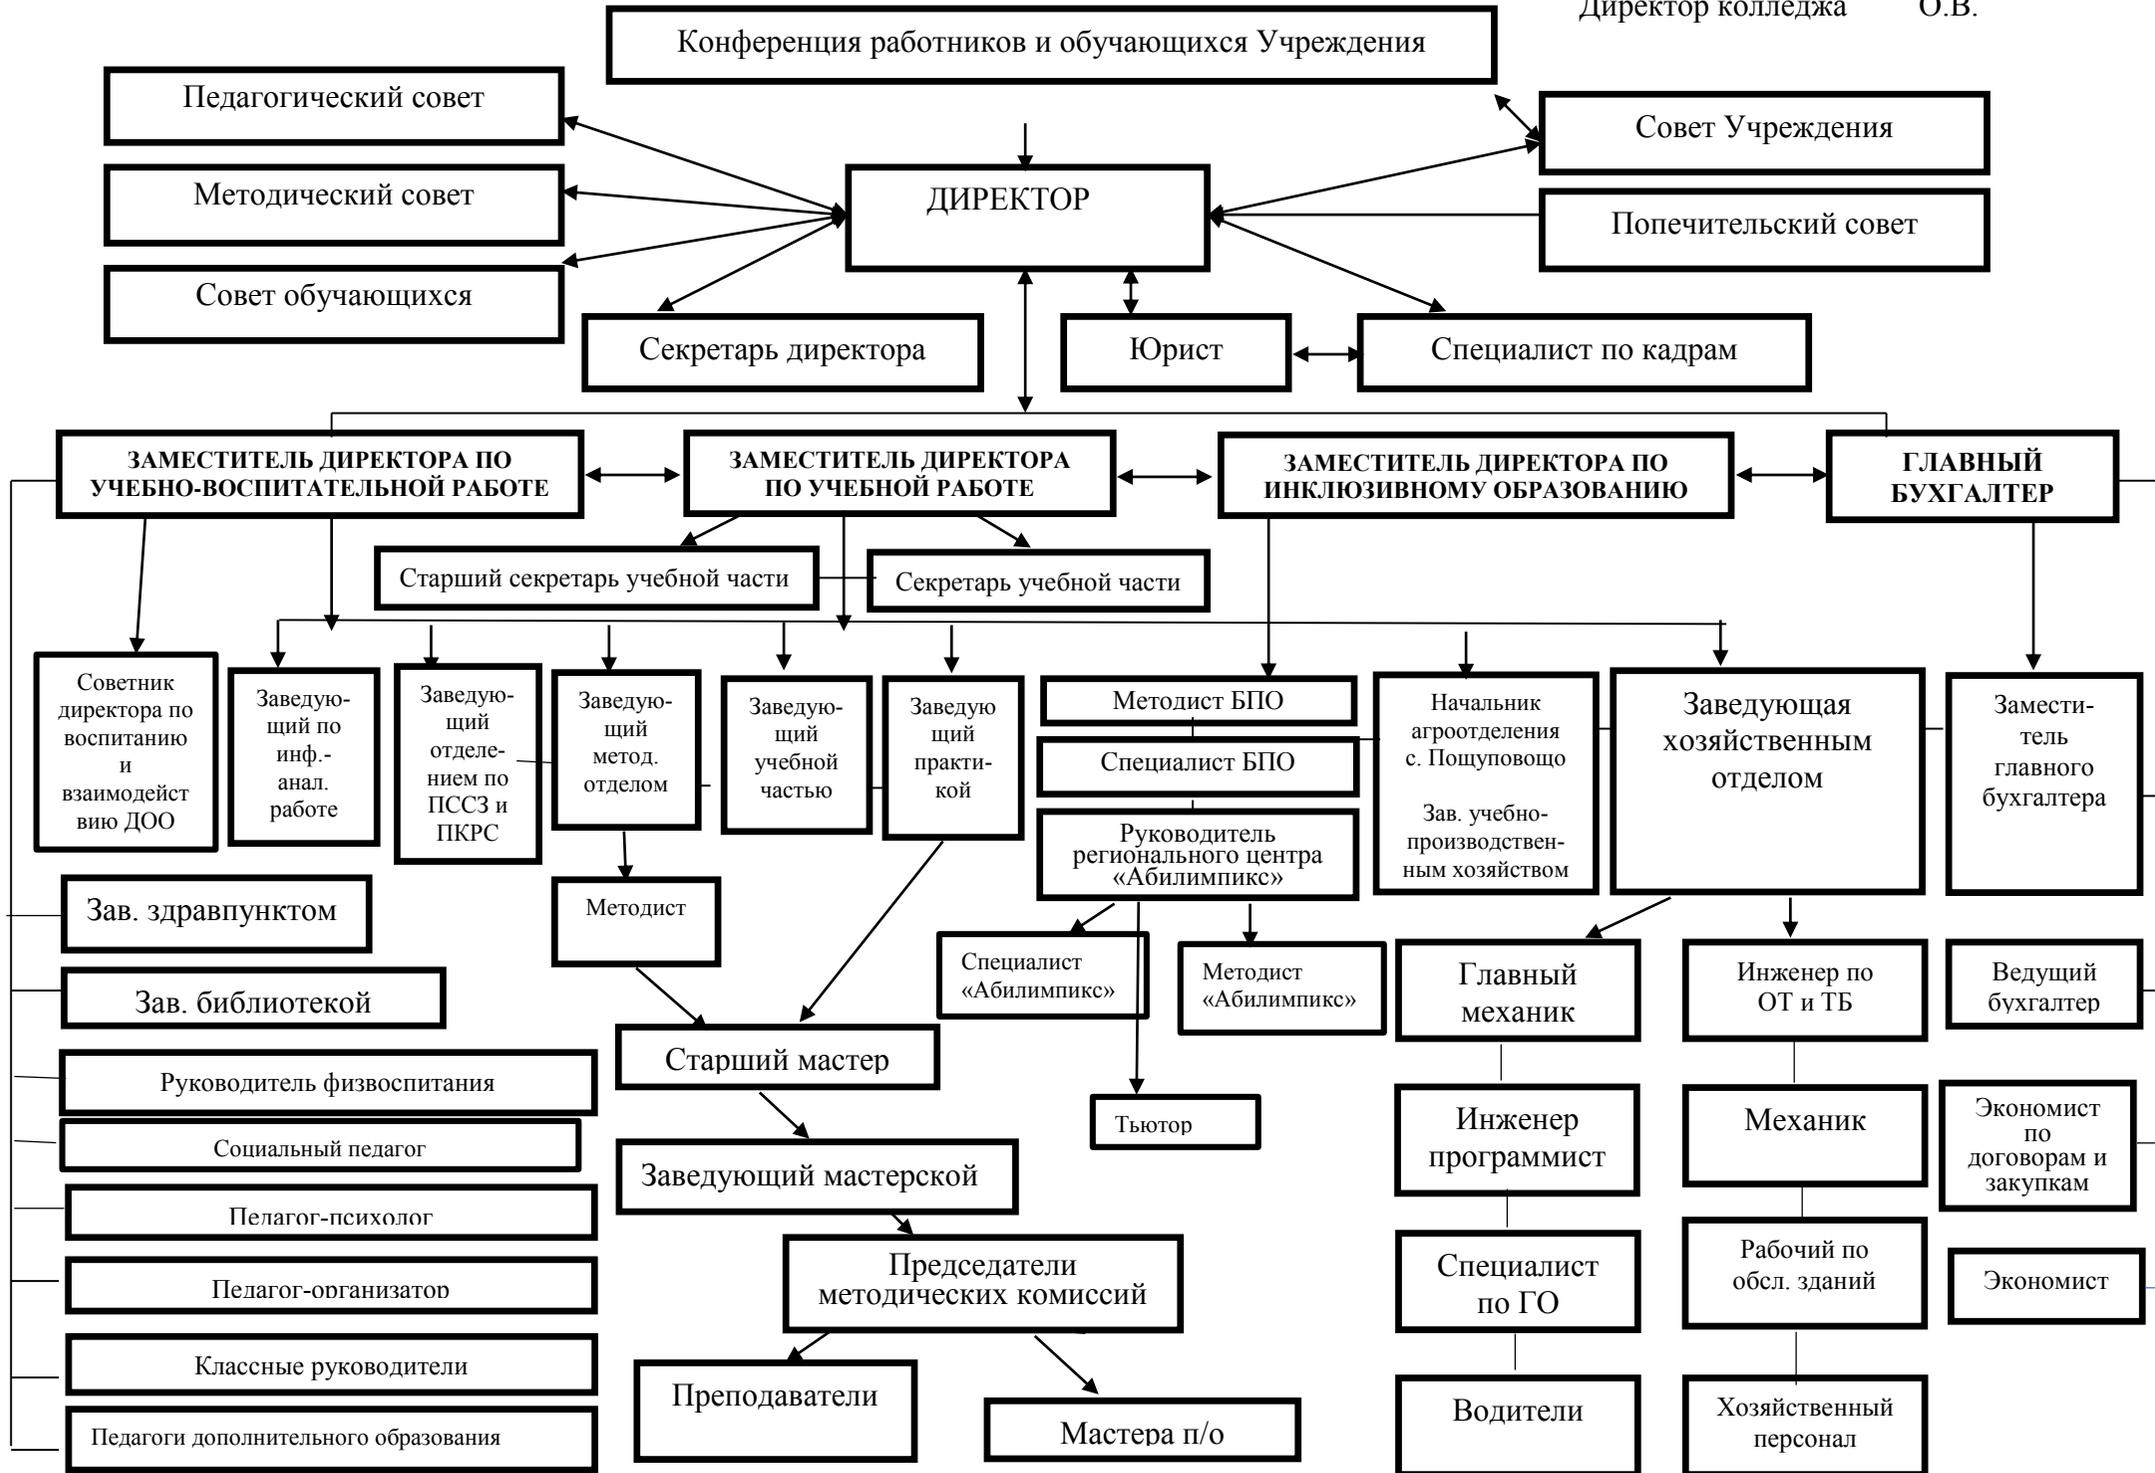 Директор колледжа О.В.
Конференция работников и обучающихся Учреждения
Педагогический совет
Совет Учреждения
Методический совет
ДИРЕКТОР
Попечительский совет
Совет обучающихся
Секретарь директора
Юрист
Специалист по кадрам
ЗАМЕСТИТЕЛЬ ДИРЕКТОРА ПО
УЧЕБНО-ВОСПИТАТЕЛЬНОЙ РАБОТЕ
ЗАМЕСТИТЕЛЬ ДИРЕКТОРА
ПО УЧЕБНОЙ РАБОТЕ
ЗАМЕСТИТЕЛЬ ДИРЕКТОРА ПО
ИНКЛЮЗИВНОМУ ОБРАЗОВАНИЮ
ГЛАВНЫЙ
БУХГАЛТЕР
Старший секретарь учебной части
Секретарь учебной части
Советник
директора по
воспитанию
и
взаимодейст
вию ДОО
Заведую-
щий по
инф.-
анал.
работе
Заведую-
щий
отделе-
нием по
ПССЗ и
ПКРС
Заведую-
щий
метод.
отделом
Заведую-
щий
учебной
частью
Заведую
щий
практи-
кой
Методист БПО
Специалист БПО
Руководитель
регионального центра
«Абилимпикс»
Начальник
агроотделения
с. Пощуповощо
Зав. учебно-
производствен-
ным хозяйством
Заведующая
хозяйственным
отделом
Замести-
тель
главного
бухгалтера
Зав. здравпунктом
Методист
Специалист
«Абилимпикс»
Методист
«Абилимпикс»
Главный
механик
Инженер по
ОТ и ТБ
Ведущий
бухгалтер
Зав. библиотекой
Старший мастер
Руководитель физвоспитания
Тьютор
Инженер
программист
Механик
Экономист
по
договорам и
закупкам
Социальный педагог
Заведующий мастерской
Педагог-психолог
Председатели
методических комиссий
Специалист
по ГО
Рабочий по
обсл. зданий
Экономист
Педагог-организатор
Классные руководители
Преподаватели
Мастера п/о
Водители
Хозяйственный
персонал
Педагоги дополнительного образования